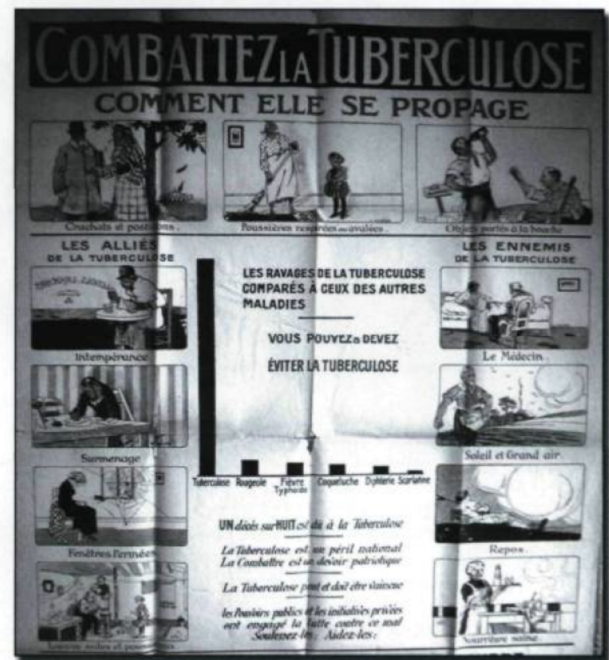 COMBATTEZ LA TUBERCULOSE
COMMENT ELLE SE PROPAGE
Crachats et postillons.
Poussières respirées ou avalées.
Objets portés à la bouche
LES ALLIÉS
DE LA TUBERCULOSE
Intempérance
Surmenage
Fenêtres fermées
LES RAVAGES DE LA TUBERCULOSE
COMPARÉS À CEUX DES AUTRES
MALADIES
VOUS POUVEZ & DEVEZ
ÉVITER LA TUBERCULOSE
Tuberculose Rougeole Fièvre Typhoïde Coqueluche Diphterie Scarlatine
UN décès sur HUIT est dû à la Tuberculose
La Tuberculose est un péril national
La Combattre est un devoir patriotique
La Tuberculose peut et doit être vaincue
les Pouvoirs publics et les initiatives privées
ont engagé la lutte contre ce mal
Soutenez-les, Aidez-les:
LES ENNEMIS
DE LA TUBERCULOSE
Le Médecin.
Soleil et Grand air.
Repos.
Nourriture saine.